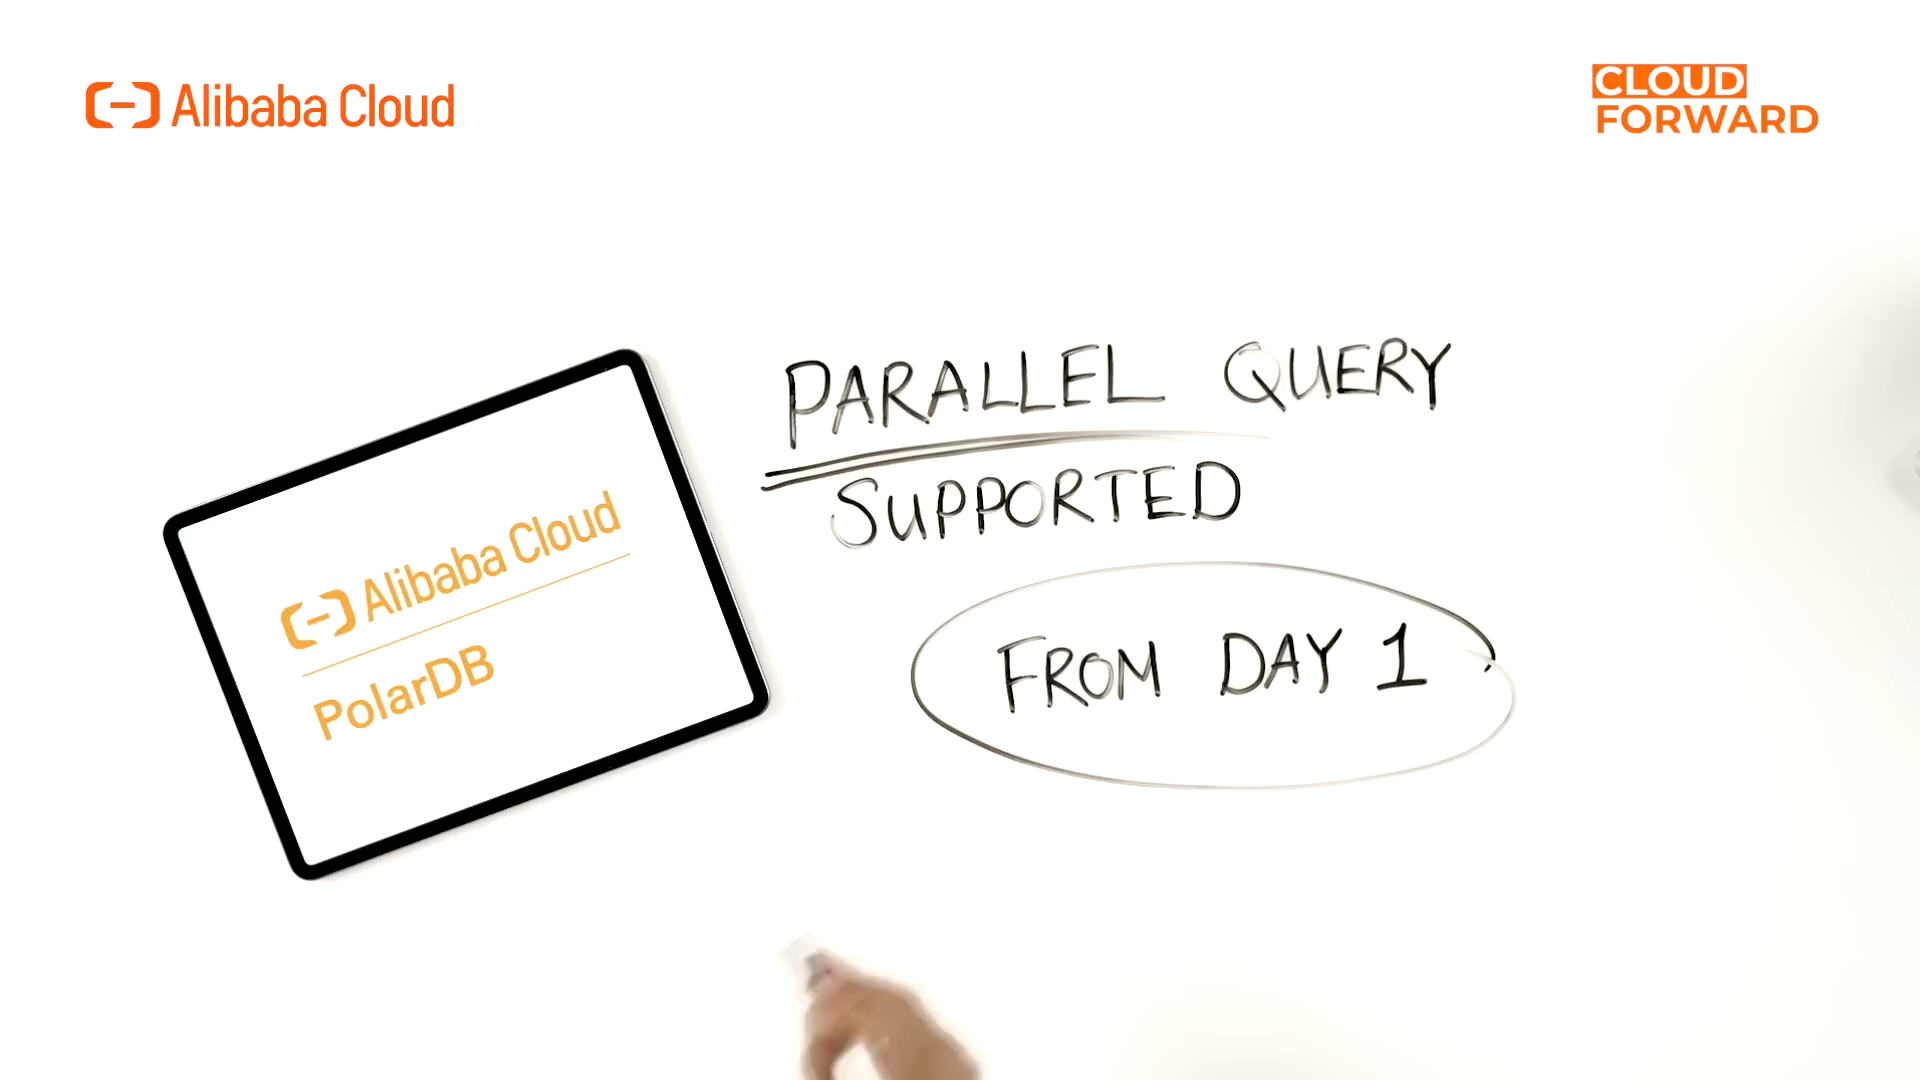 Alibaba Cloud
CLOUD
FORWARD
PARALLEL QUERY
SUPPORTED
FROM DAY 1
Alibaba Cloud
PolarDB